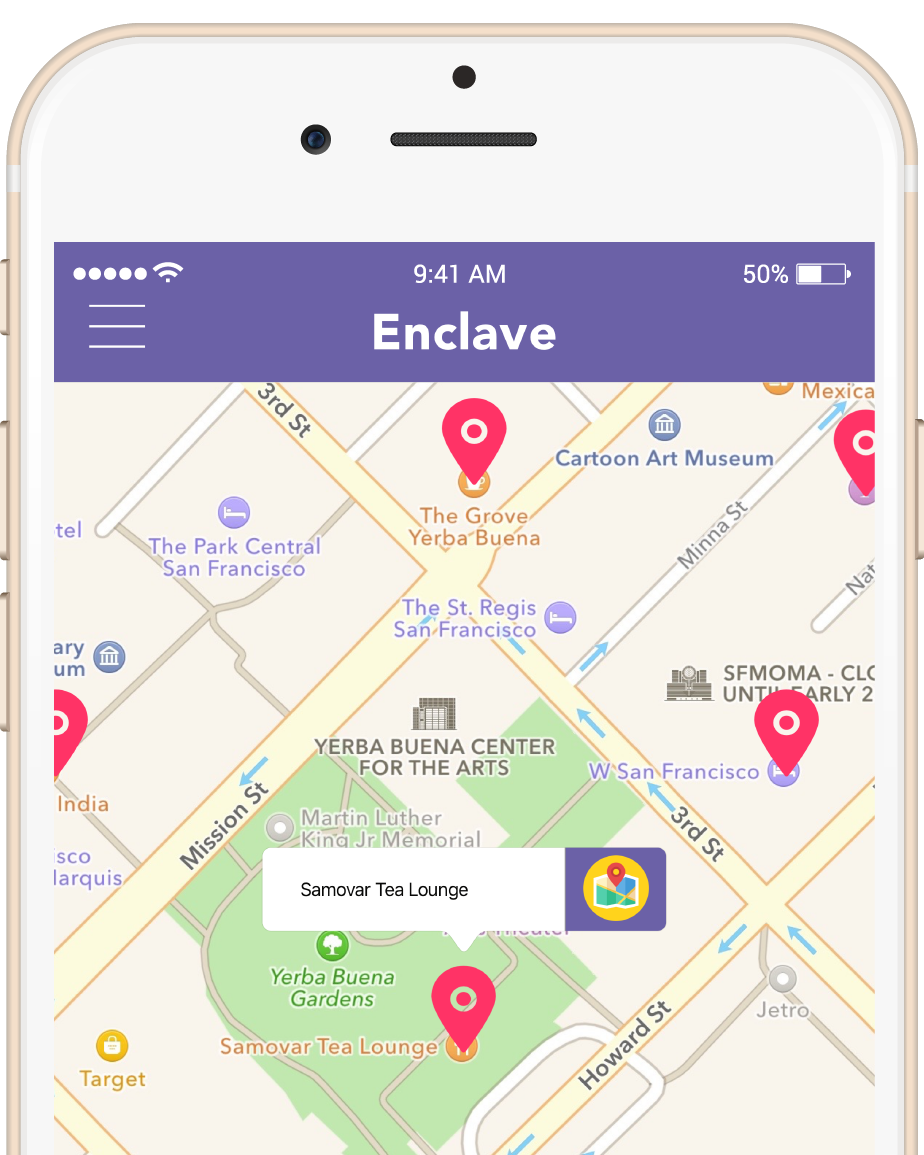 9:41 AM
50%
Enclave
3rd St
Mexica
Cartoon Art Museum
The Grove
Yerba Buena
tel
The Park Central
San Francisco
Minna St
Nat
The St. Regis
San Francisco
ary
um
SFMOMA - CLO
UNTIL EARLY 2
YERBA BUENA CENTER
FOR THE ARTS
W San Francisco
India
Mission St
Martin Luther
King Jr Memorial
3rd St
isco
Marquis
Samovar Tea Lounge
Theater
Yerba Buena
Gardens
Jetro
Howard St
Samovar Tea Lounge
Target